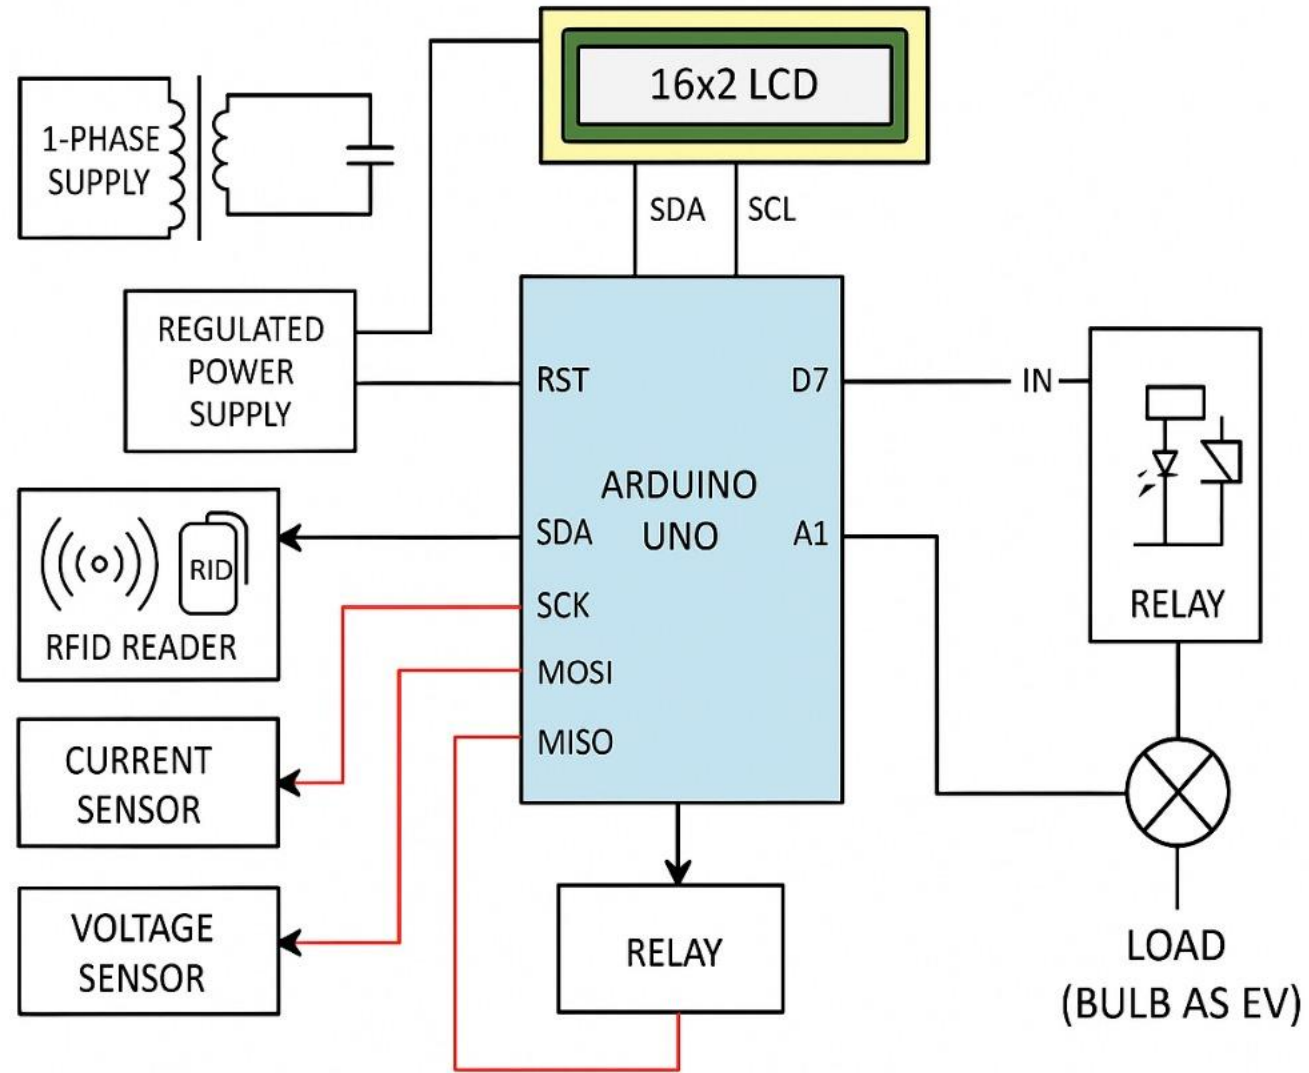 16x2 LCD
1-PHASE
SUPPLY
SDA
SCL
REGULATED
POWER
SUPPLY
RST
D7
IN
ARDUINO
UNO
SDA
A1
RID
RFID READER
SCK
MOSI
MISO
RELAY
CURRENT
SENSOR
VOLTAGE
SENSOR
RELAY
LOAD
(BULB AS EV)